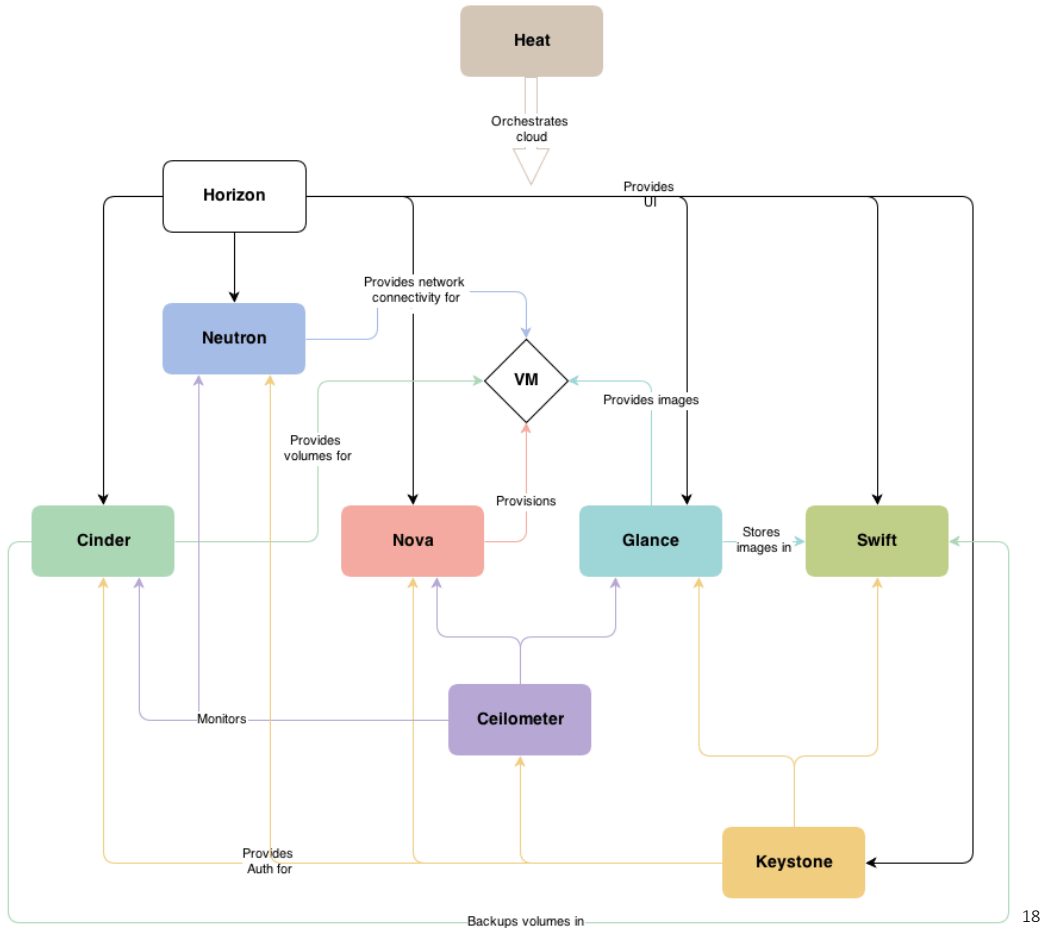 Heat
Orchestrates
cloud
Horizon
Provides
UI
Provides network
connectivity for
Neutron
VM
Provides images
Provides
volumes for
Provisions
Cinder
Nova
Glance
Stores
images in
Swift
Ceilometer
Monitors
Provides
Auth for
Keystone
Backups volumes in
18